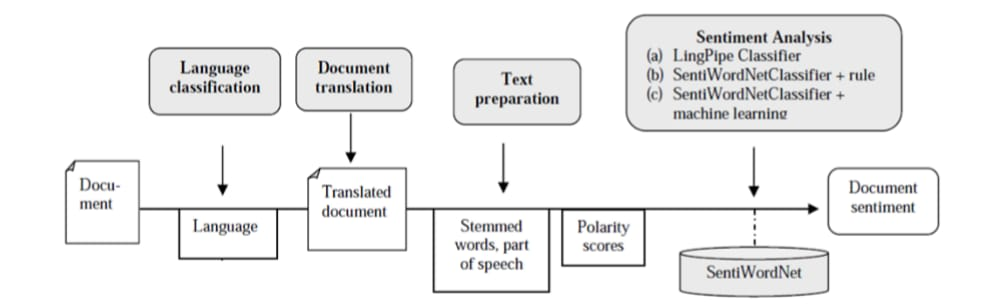 Language
classification
Document
translation
Text
preparation
Sentiment Analysis
(a) LingPipe Classifier
(b) SentiWordNetClassifier + rule
(c) SentiWordNetClassifier +
machine learning
Docu-
ment
Language
Translated
document
Stemmed
words, part
of speech
Polarity
scores
SentiWordNet
Document
sentiment